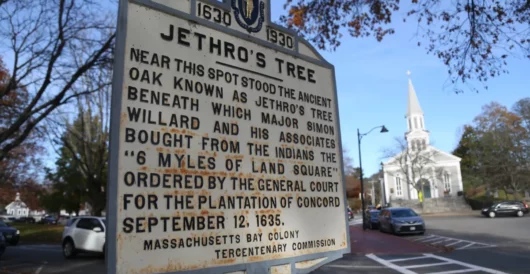 1630 1930
JETHRO'S TREE
NEAR THIS SPOT STOOD THE ANCIENT
OAK KNOWN AS JETHRO'S TREE
BENEATH WHICH MAJOR SIMON
WILLARD AND HIS ASSOCIATES
BOUGHT FROM THE INDIANS THE
"6 MYLES OF LAND SQUARE"
ORDERED BY THE GENERAL COURT
FOR THE PLANTATION OF CONCORD
SEPTEMBER 12, 1635.
MASSACHUSETTS BAY COLONY
TERCENTENARY COMMISSION